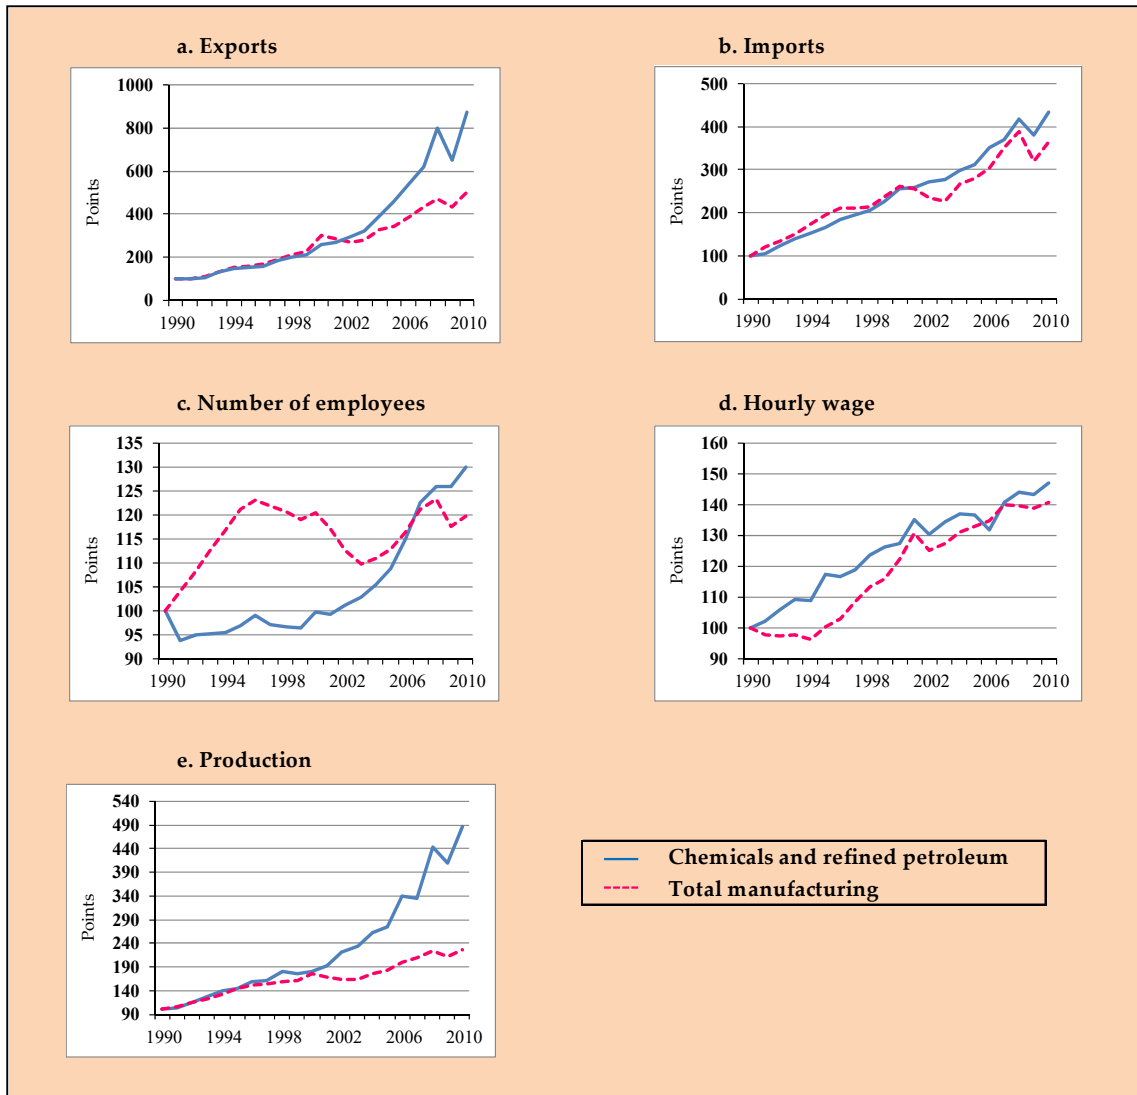 a. Exports
1000
800
600
400
200
0
Points
1990 1994 1998 2002 2006 2010
b. Imports
500
400
300
200
100
0
Points
1990 1994 1998 2002 2006 2010
c. Number of employees
135
130
125
120
115
110
105
100
95
90
Points
1990 1994 1998 2002 2006 2010
d. Hourly wage
160
150
140
130
120
110
100
90
Points
1990 1994 1998 2002 2006 2010
e. Production
540
490
440
390
340
290
240
190
140
90
Points
1990 1994 1998 2002 2006 2010
Chemicals and refined petroleum
Total manufacturing